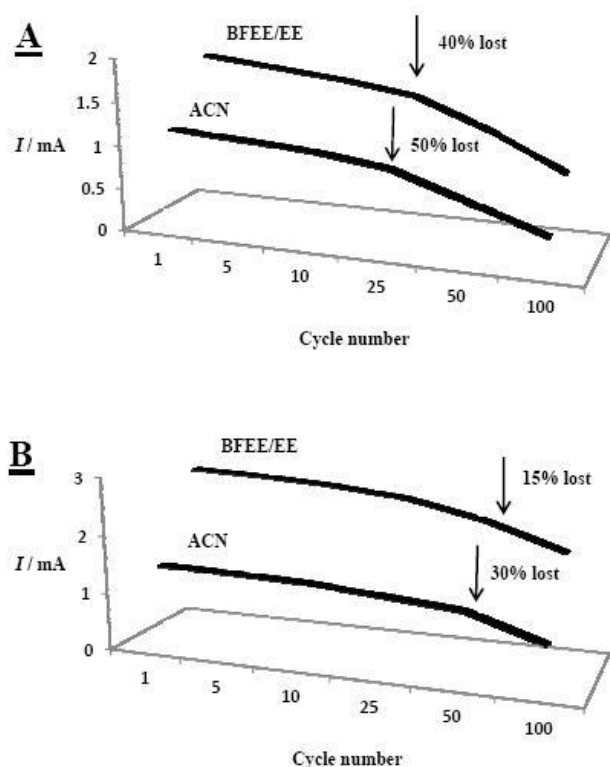 A
BFEE/EE
40% lost
2
1.5
ACN
50% lost
I / mA
1
0.5
0
1
5
10
25
50
100
Cycle number
B
BFEE/EE
15% lost
3
2
ACN
30% lost
I / mA
1
0
1
5
10
25
50
100
Cycle number